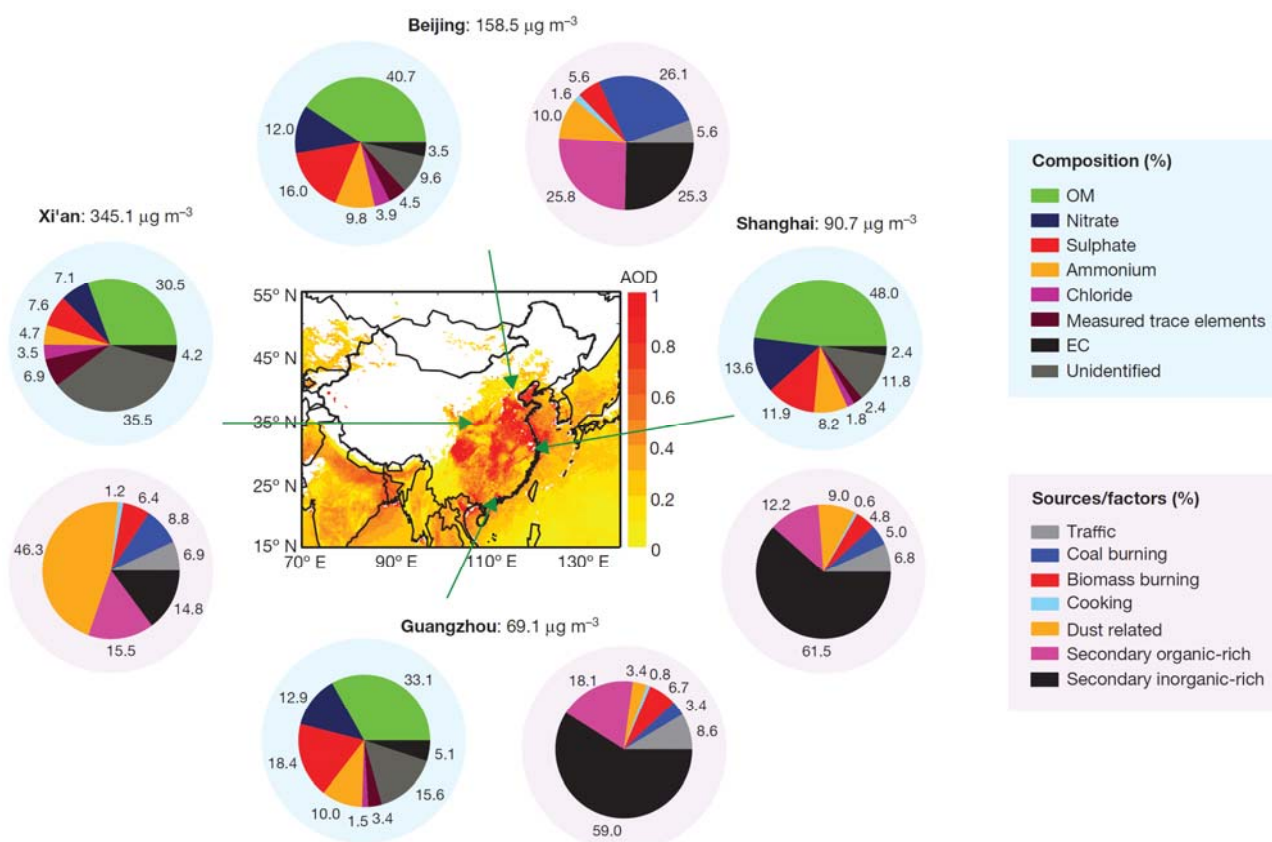 Beijing: 158.5 µg m⁻³
40.7
12.0
16.0
9.8
3.9
4.5
9.6
3.5
5.6
26.1
1.6
10.0
5.6
25.8
25.3
Xi'an: 345.1 µg m⁻³
7.1
30.5
7.6
4.7
3.5
6.9
4.2
35.5
1.2
6.4
8.8
46.3
6.9
14.8
15.5
AOD
55° N
45° N
35° N
25° N
15° N
70° E
90° E
110° E
130° E
1
0.8
0.6
0.4
0.2
0
Shanghai: 90.7 µg m⁻³
48.0
13.6
2.4
11.8
11.9
2.4
8.2
1.8
12.2
9.0
0.6
4.8
5.0
6.8
61.5
Guangzhou: 69.1 µg m⁻³
12.9
33.1
18.4
5.1
15.6
10.0
1.5
3.4
18.1
3.4
0.8
6.7
3.4
8.6
59.0
Composition (%)
OM
Nitrate
Sulphate
Ammonium
Chloride
Measured trace elements
EC
Unidentified
Sources/factors (%)
Traffic
Coal burning
Biomass burning
Cooking
Dust related
Secondary organic-rich
Secondary inorganic-rich